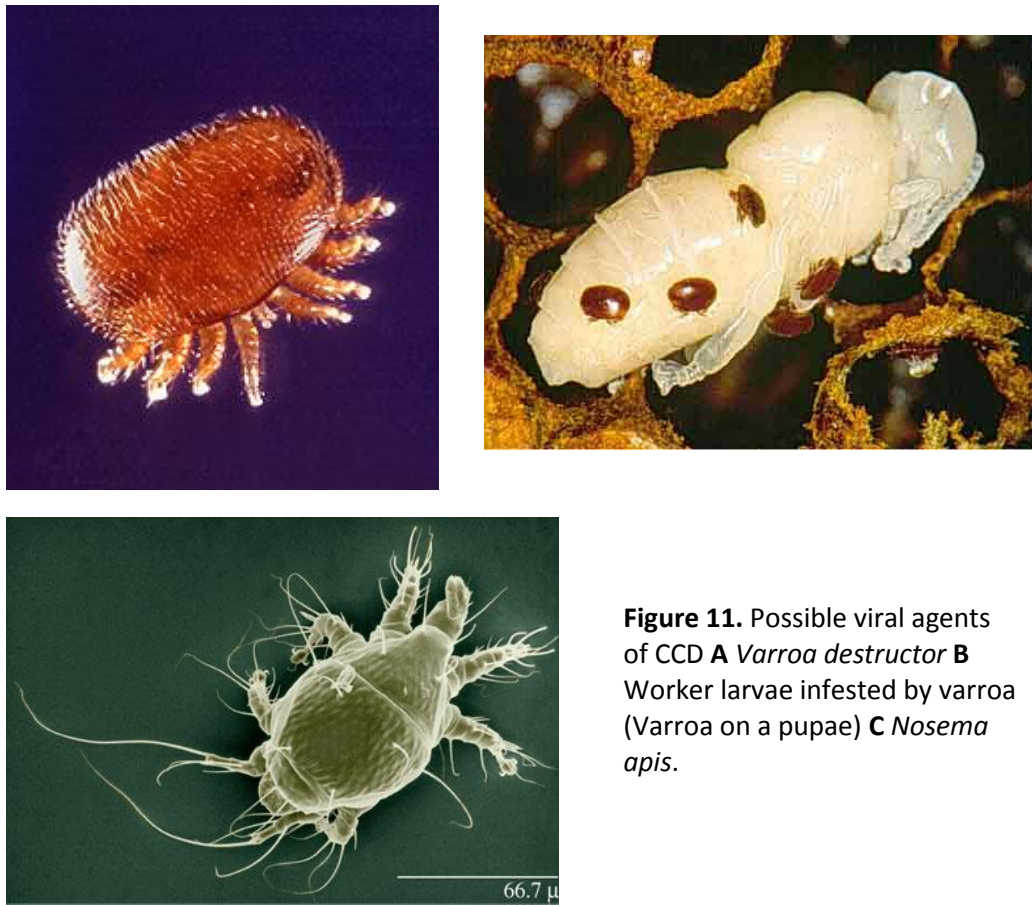 Figure 11. Possible viral agents
of CCD A Varroa destructor B
Worker larvae infested by varroa
(Varroa on a pupae) C Nosema
apis.
66.7 µ